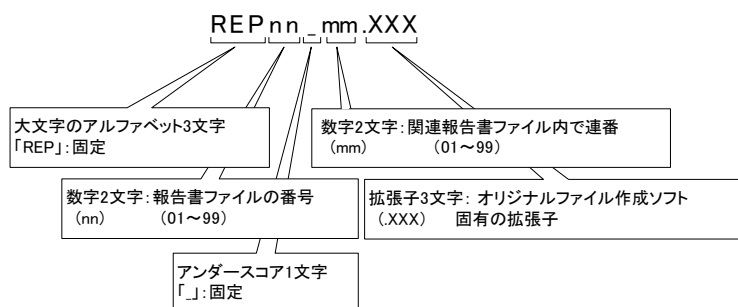 REPnn_mm.XXX
大文字のアルファベット3文字
「REP」:固定
数字2文字:関連報告書ファイル内で連番
(mm) (01～99)
数字2文字:報告書ファイルの番号
(nn) (01～99)
拡張子3文字: オリジナルファイル作成ソフト
(.XXX) 固有の拡張子
アンダースコア1文字
「_」:固定